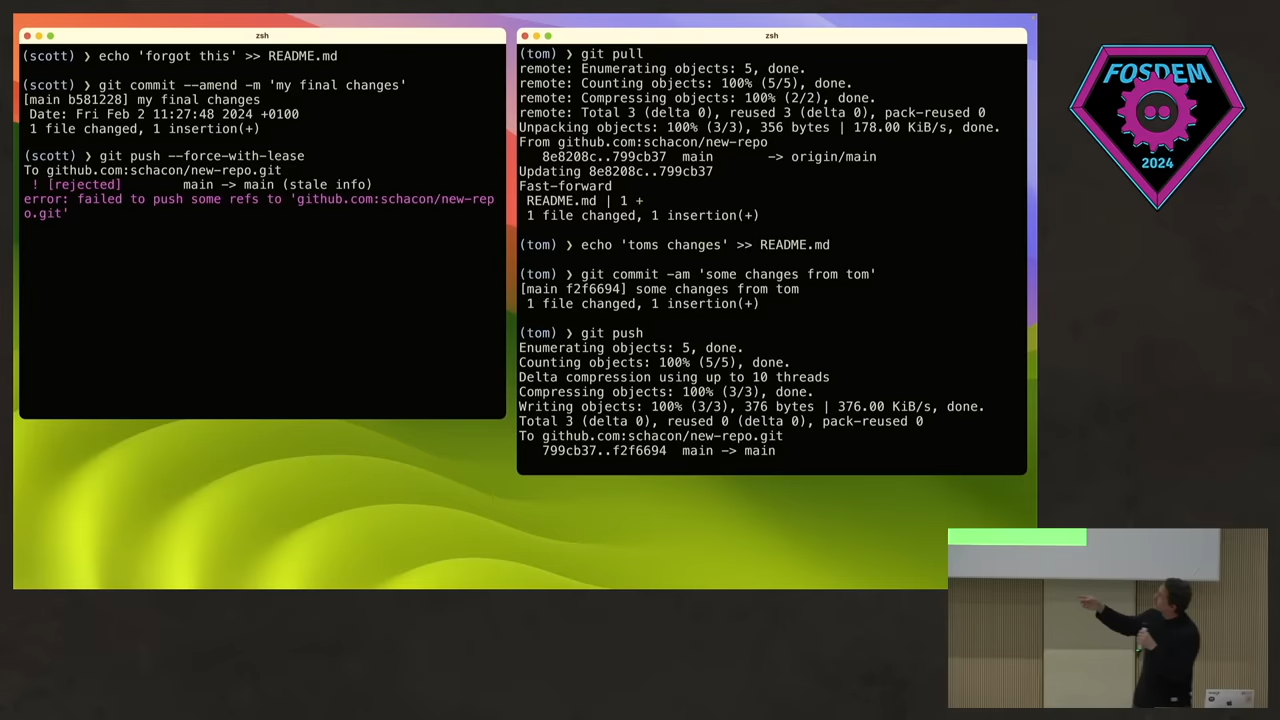 zsh
(scott) ❯ echo 'forgot this' >> README.md
(scott) ❯ git commit --amend -m 'my final changes'
[main b581228] my final changes
Date: Fri Feb 2 11:27:48 2024 +0100
1 file changed, 1 insertion(+)
(scott) ❯ git push --force-with-lease
To github.com:schacon/new-repo.git
! [rejected] main -> main (stale info)
error: failed to push some refs to 'github.com:schacon/new-rep
o.git'
zsh
(tom) ❯ git pull
remote: Enumerating objects: 5, done.
remote: Counting objects: 100% (5/5), done.
remote: Compressing objects: 100% (2/2), done.
remote: Total 3 (delta 0), reused 3 (delta 0), pack-reused 0
Unpacking objects: 100% (3/3), 356 bytes | 178.00 KiB/s, done.
From github.com:schacon/new-repo
8e8208c..799cb37 main -> origin/main
Updating 8e8208c..799cb37
Fast-forward
README.md | 1 +
1 file changed, 1 insertion(+)
(tom) ❯ echo 'toms changes' >> README.md
(tom) ❯ git commit -am 'some changes from tom'
[main f2f6694] some changes from tom
1 file changed, 1 insertion(+)
(tom) ❯ git push
Enumerating objects: 5, done.
Counting objects: 100% (5/5), done.
Delta compression using up to 10 threads
Compressing objects: 100% (3/3), done.
Writing objects: 100% (3/3), 376 bytes | 376.00 KiB/s, done.
Total 3 (delta 0), reused 0 (delta 0), pack-reused 0
To github.com:schacon/new-repo.git
799cb37..f2f6694 main -> main
FOSDEM
2024